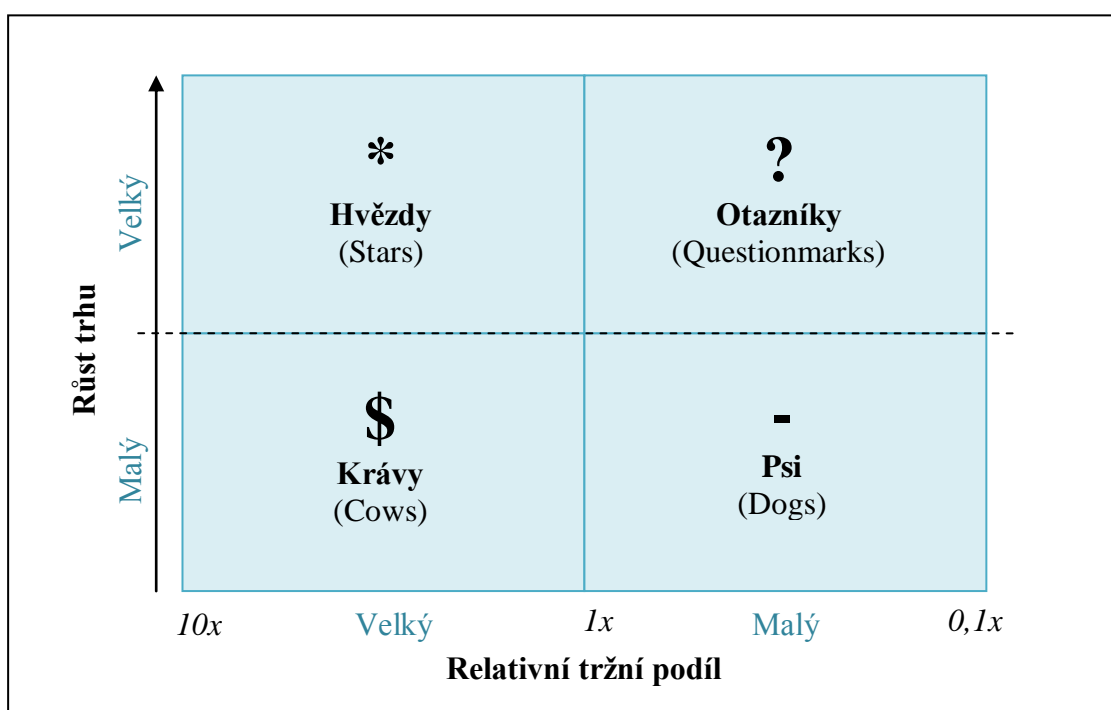 *
?
Hvězdy
Otazníky
(Stars)
(Questionmarks)
Velký
Růst trhu
$
-
Krávy
Psi
(Cows)
(Dogs)
Malý
10x
Velký
1x
Malý
0,1x
Relativní tržní podíl